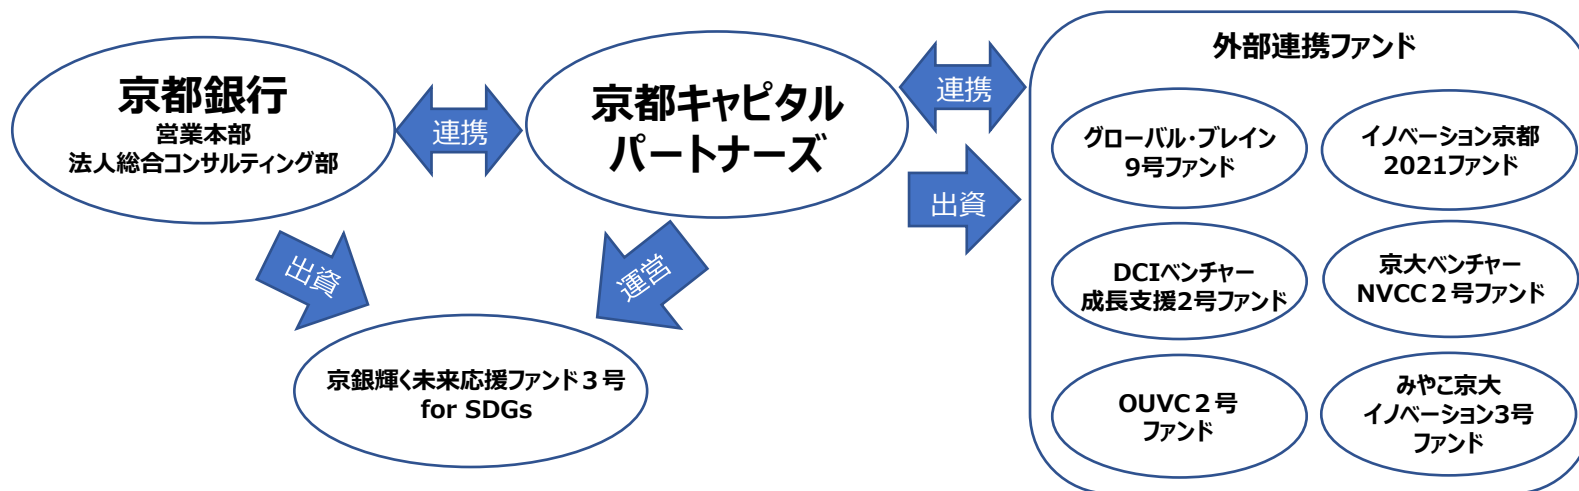 京都銀行
営業本部
法人総合コンサルティング部
連携
京都キャピタル
パートナーズ
連携
出資
出資
運営
京銀輝く未来応援ファンド３号
for SDGs
外部連携ファンド
グローバル・ブレイン
9号ファンド
イノベーション京都
2021ファンド
DCIベンチャー
成長支援2号ファンド
京大ベンチャー
NVCC２号ファンド
OUVC２号
ファンド
みやこ京大
イノベーション3号
ファンド